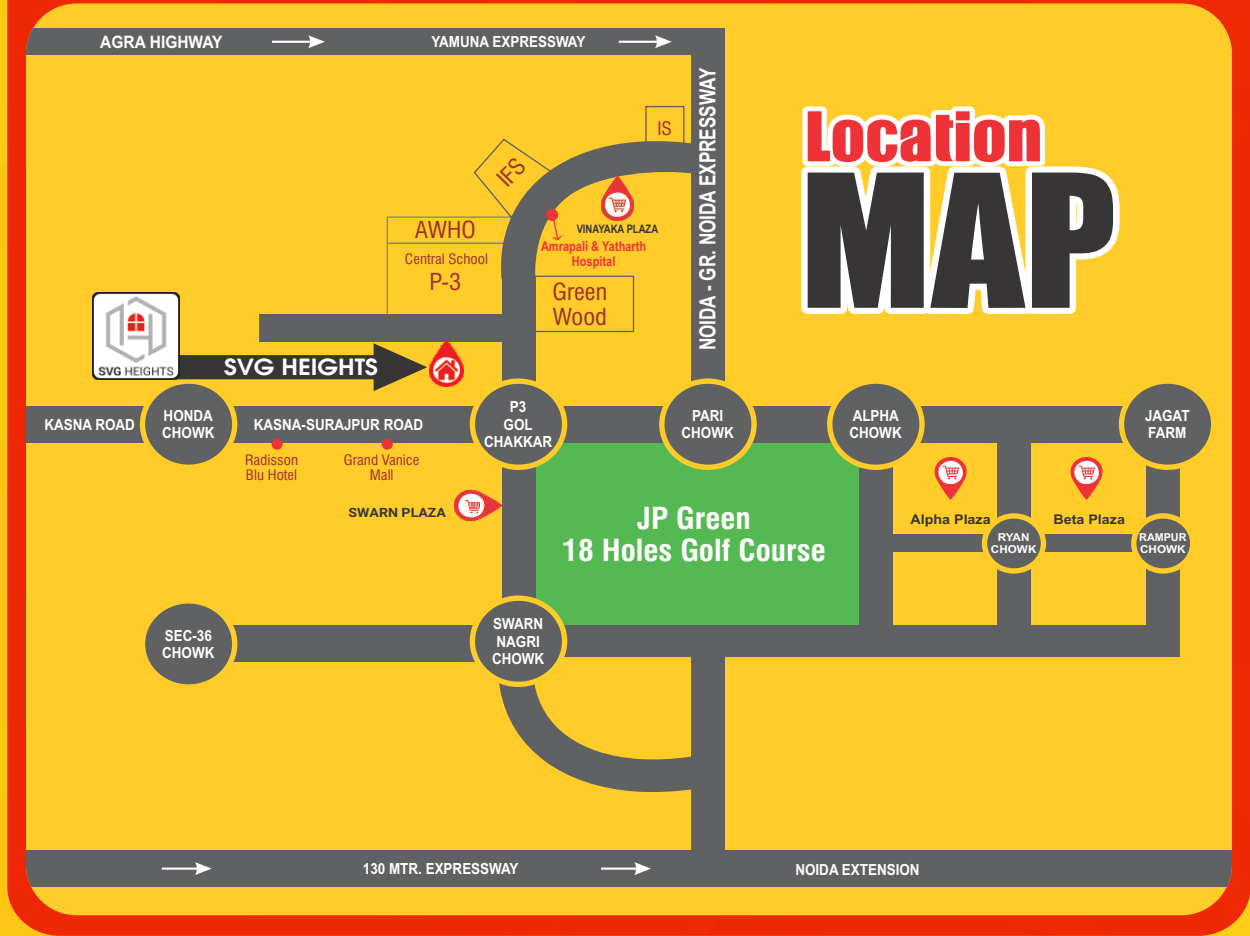 AGRA HIGHWAY
YAMUNA EXPRESSWAY
NOIDA - GR. NOIDA EXPRESSWAY
Location
MAP
IS
IFS
VINAYAKA PLAZA
Amrapali & Yatharth
Hospital
AWHO
Central School
P-3
Green
Wood
SVG HEIGHTS
SVG HEIGHTS
KASNA ROAD
HONDA
CHOWK
KASNA-SURAJPUR ROAD
P3
GOL
CHAKKAR
PARI
CHOWK
ALPHA
CHOWK
JAGAT
FARM
Radisson
Blu Hotel
Grand Vanice
Mall
SWARN PLAZA
JP Green
18 Holes Golf Course
Alpha Plaza
Beta Plaza
RYAN
CHOWK
RAMPUR
CHOWK
SEC-36
CHOWK
SWARN
NAGRI
CHOWK
130 MTR. EXPRESSWAY
NOIDA EXTENSION